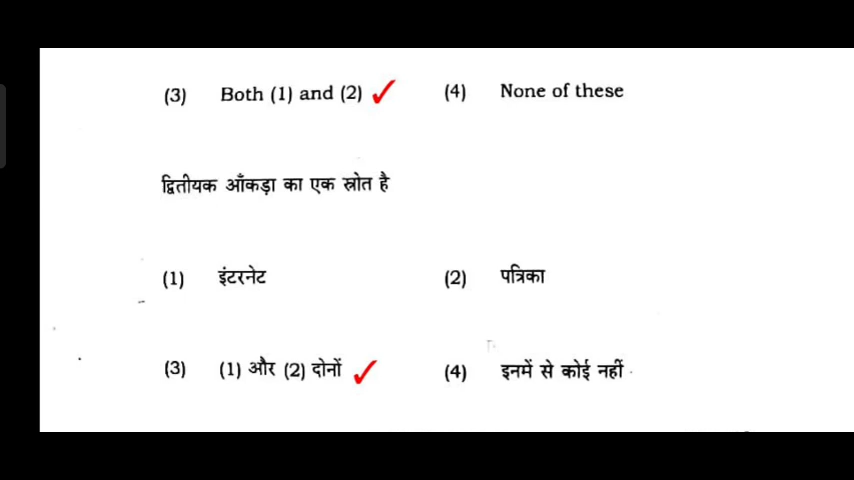 (3) Both (1) and (2) ✓ (4) None of these
द्वितीयक आँकड़ा का एक स्रोत है
(1) इंटरनेट (2) पत्रिका
(3) (1) और (2) दोनों ✓ (4) इनमें से कोई नहीं